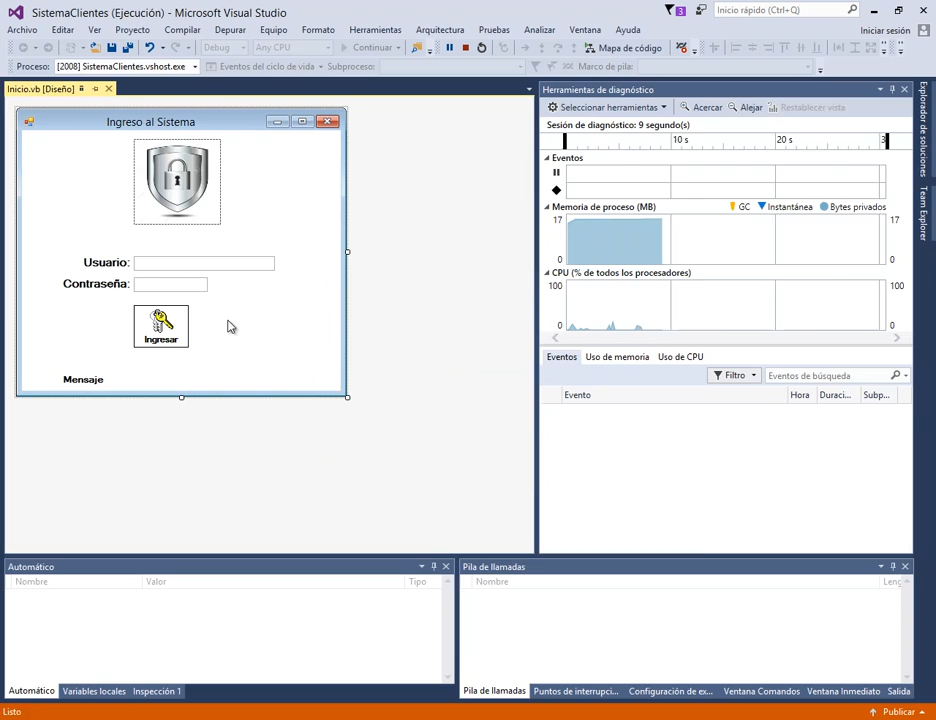 SistemaClientes (Ejecución) - Microsoft Visual Studio
3
Inicio rápido (Ctrl+Q)
Archivo Editar Ver Proyecto Compilar Depurar Equipo Formato Herramientas Arquitectura Pruebas Analizar Ventana Ayuda Iniciar sesión
Debug Any CPU Continuar Mapa de código
Proceso: [2008] SistemaClientes.vshost.exe Eventos del ciclo de vida Subproceso: Marco de pila:
Inicio.vb [Diseño]
Ingreso al Sistema
Usuario:
Contraseña:
Ingresar
Mensaje
Herramientas de diagnóstico
Seleccionar herramientas Acercar Alejar Restablecer vista
Sesión de diagnóstico: 9 segundo(s)
10 s 20 s 3
Eventos
Memoria de proceso (MB) GC Instantánea Bytes privados
17 17
0 0
CPU (% de todos los procesadores)
100 100
0 0
Eventos Uso de memoria Uso de CPU
Filtro Eventos de búsqueda
Evento Hora Duraci... Subp...
Explorador de soluciones
Team Explorer
Automático
Nombre Valor Tipo
Automático Variables locales Inspección 1
Pila de llamadas
Nombre Leng
Pila de llamadas Puntos de interrupci... Configuración de ex... Ventana Comandos Ventana Inmediato Salida
Listo
Publicar